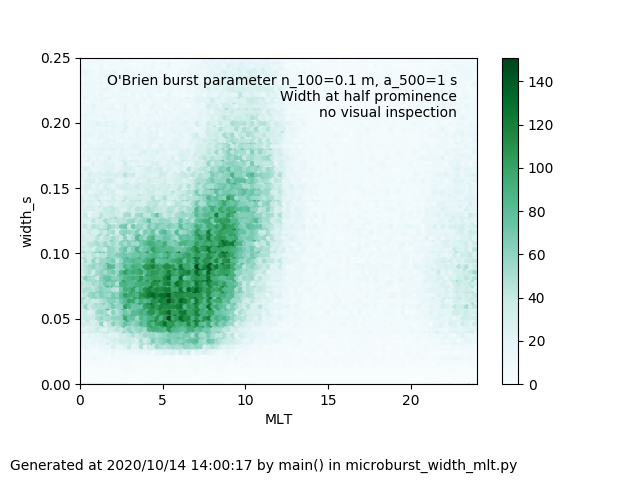 O'Brien burst parameter n_100=0.1 m, a_500=1 s
Width at half prominence
no visual inspection
0.25
0.20
0.15
0.10
0.05
0.00
width_s
0 5 10 15 20
MLT
140
120
100
80
60
40
20
0
Generated at 2020/10/14 14:00:17 by main() in microburst_width_mlt.py